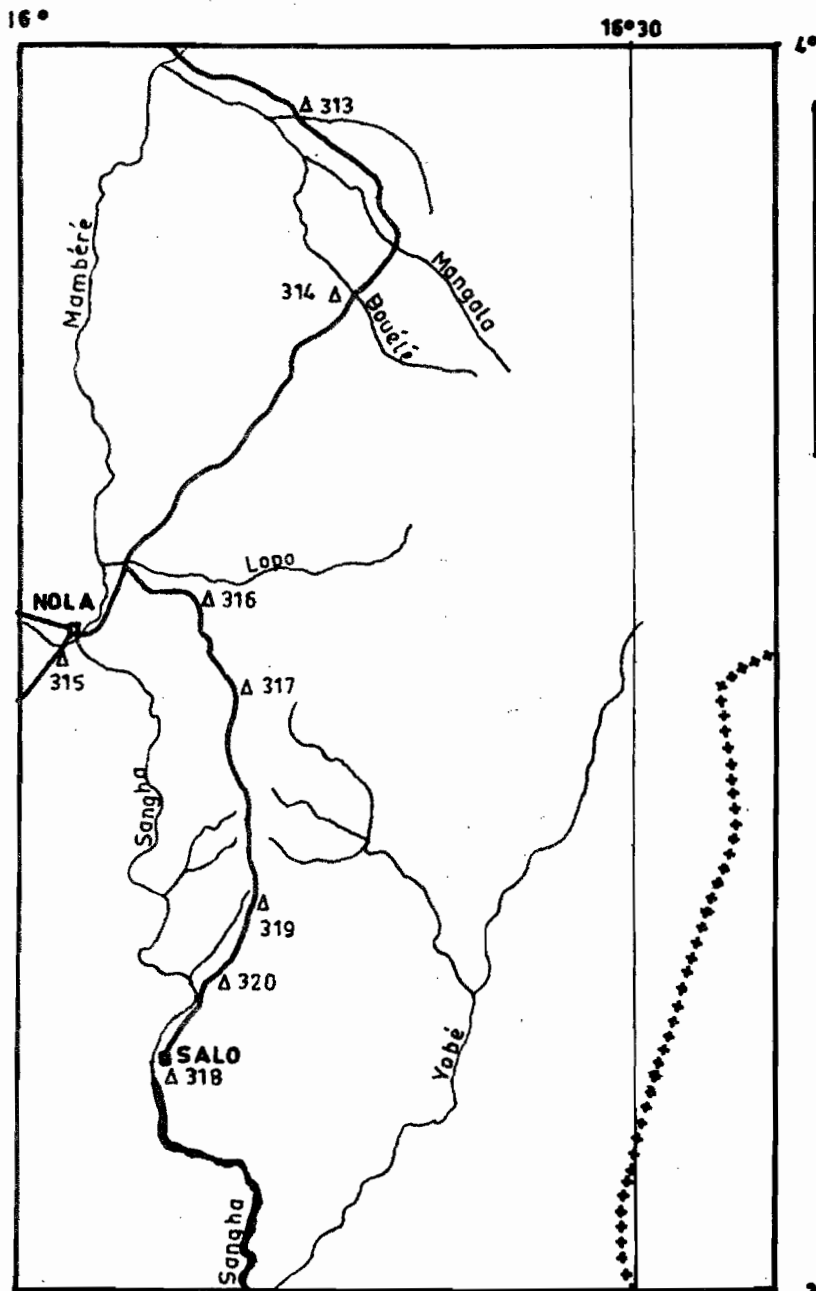 16°
16°30
4°
Δ 313
Mambéré
Mangala
314 Δ
Bouélé
Lopo
NOLA
Δ 316
Δ
315
Δ 317
Sangha
Δ
319
Δ 320
SALO
Δ 318
Yobé
Sangha